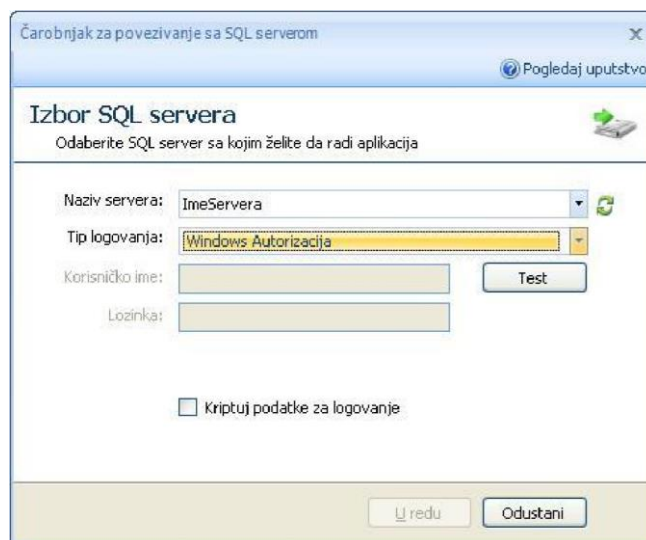 Čarobnjak za povezivanje sa SQL serverom
Pogledaj uputstvo
Izbor SQL servera
Odaberite SQL server sa kojim želite da radi aplikacija
Naziv servera: ImeServera
Tip logovanja: Windows Autorizacija
Korisničko ime: Test
Lozinka:
Kriptuj podatke za logovanje
U redu Odustani